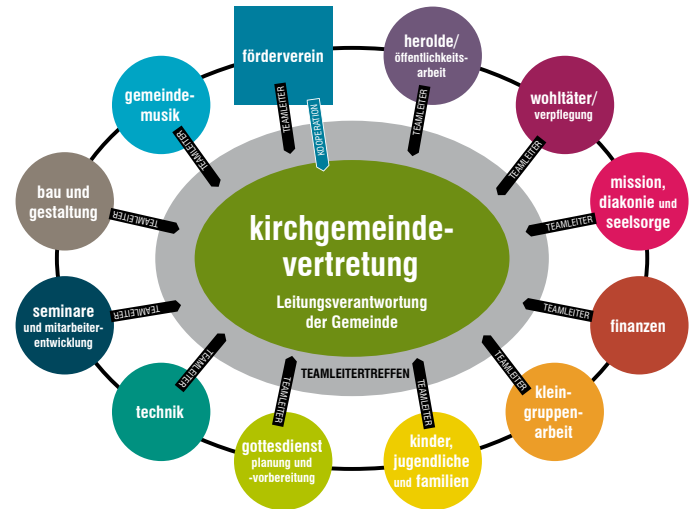 förderverein
TEAMLEITER
KOOPERATION
herolde/
öffentlichkeits-
arbeit
TEAMLEITER
wohltäter/
verpflegung
TEAMLEITER
mission,
diakonie und
seelsorge
TEAMLEITER
finanzen
TEAMLEITER
klein-
gruppen-
arbeit
TEAMLEITER
kinder,
jugendliche
und familien
TEAMLEITER
gottesdienst
planung und
-vorbereitung
TEAMLEITER
technik
TEAMLEITER
seminare
und mitarbeiter-
entwicklung
TEAMLEITER
bau und
gestaltung
TEAMLEITER
gemeinde-
musik
TEAMLEITER
kirchgemeinde-
vertretung
Leitungsverantwortung
der Gemeinde
TEAMLEITERTREFFEN